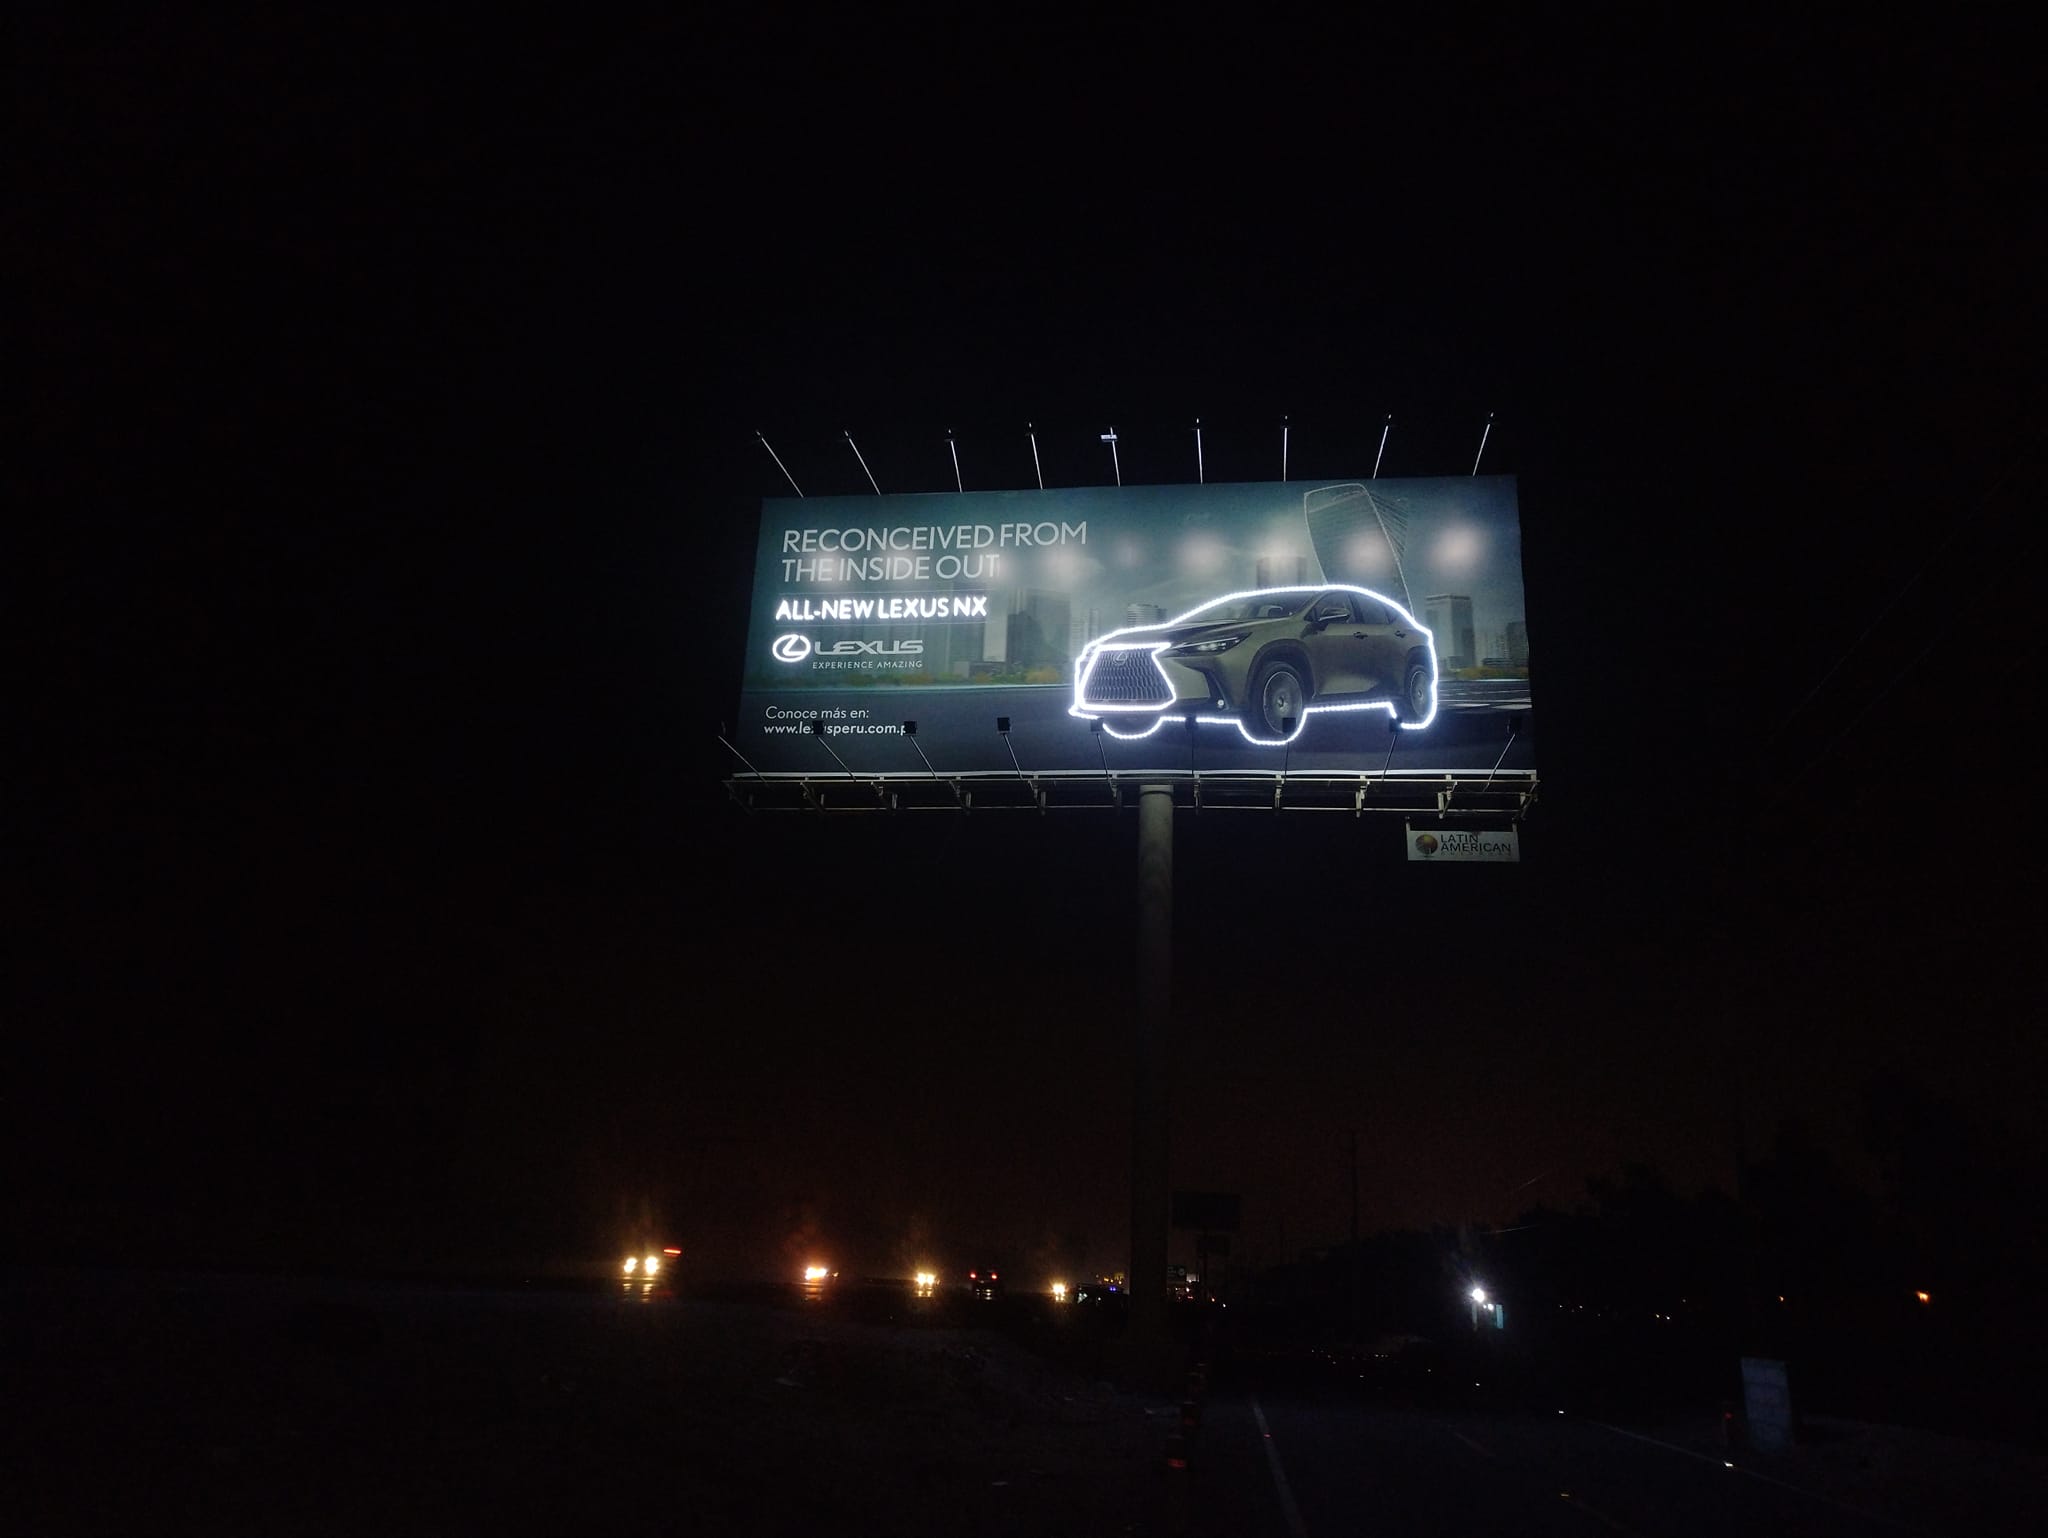 RECONCEIVED FROM
THE INSIDE OUT
ALL-NEW LEXUS NX
LEXUS
EXPERIENCE AMAZING
Conoce más en:
LATIN
AMERICAN